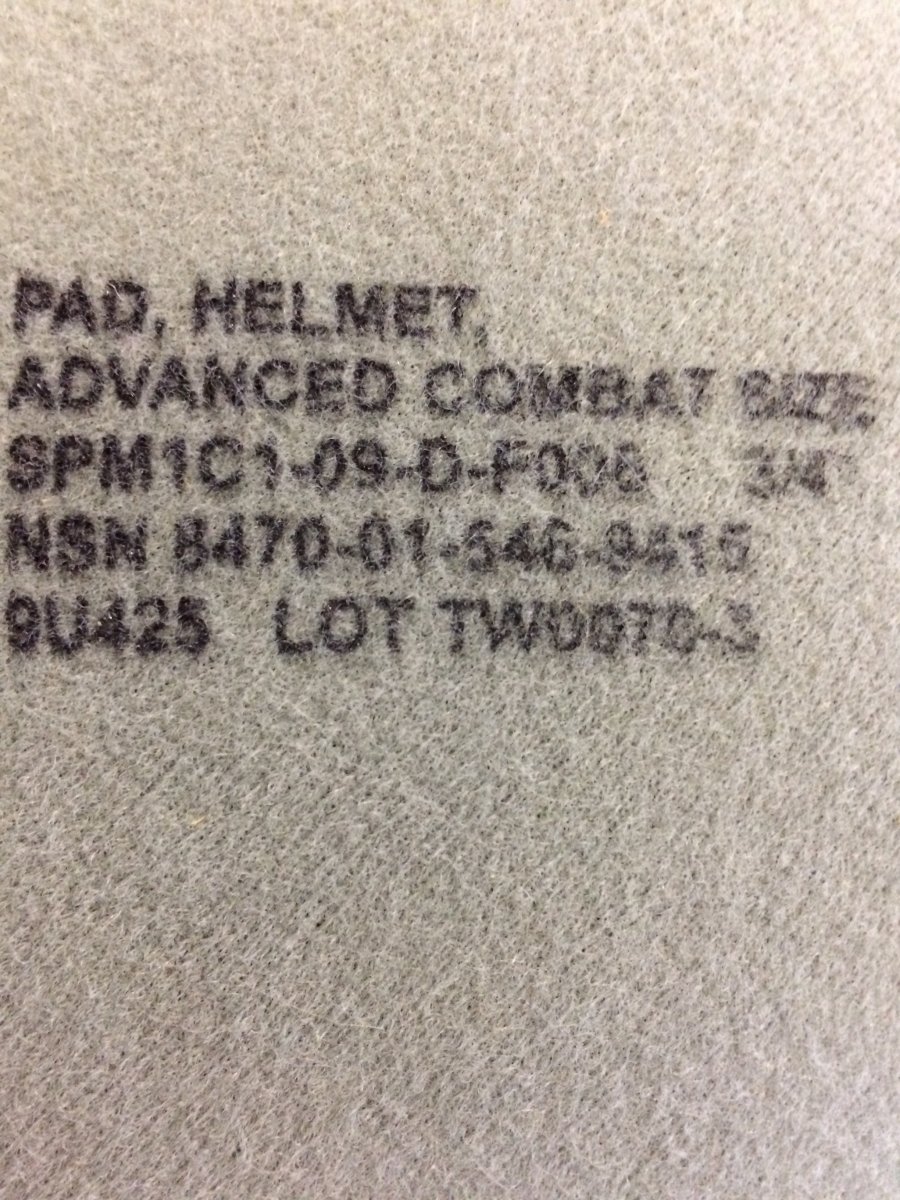 PAD, HELMET,
ADVANCED COMBAT SIZE
SPM1C1-09-D-F006 3/4"
NSN 8470-01-546-9415
9U425 LOT TW0070-3